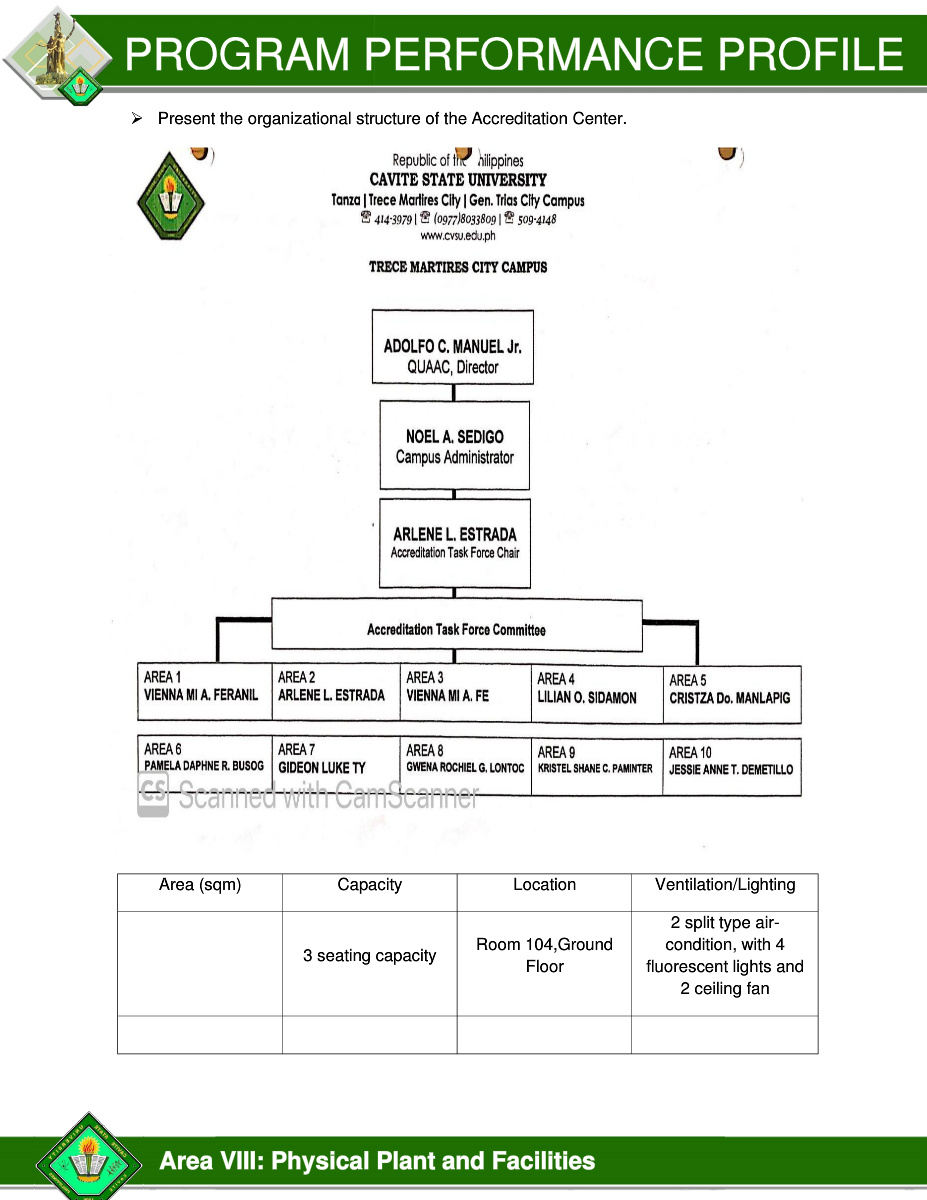 PROGRAM PERFORMANCE PROFILE
➢ Present the organizational structure of the Accreditation Center.
Republic of the Philippines
CAVITE STATE UNIVERSITY
Tanza | Trece Martires City | Gen. Trias City Campus
☎ 414-3979 | ☎ (0977)8033809 | ☎ 509-4148
www.cvsu.edu.ph
TRECE MARTIRES CITY CAMPUS
ADOLFO C. MANUEL Jr.
QUAAC, Director
NOEL A. SEDIGO
Campus Administrator
ARLENE L. ESTRADA
Accreditation Task Force Chair
Accreditation Task Force Committee
AREA 1
VIENNA MI A. FERANIL
AREA 2
ARLENE L. ESTRADA
AREA 3
VIENNA MI A. FE
AREA 4
LILIAN O. SIDAMON
AREA 5
CRISTZA Do. MANLAPIG
AREA 6
PAMELA DAPHNE R. BUSOG
AREA 7
GIDEON LUKE TY
AREA 8
GWENA ROCHIEL G. LONTOC
AREA 9
KRISTEL SHANE C. PAMINTER
AREA 10
JESSIE ANNE T. DEMETILLO
CS Scanned with CamScanner
Area (sqm)
Capacity
Location
Ventilation/Lighting
3 seating capacity
Room 104,Ground
Floor
2 split type air-
condition, with 4
fluorescent lights and
2 ceiling fan
Area VIII: Physical Plant and Facilities